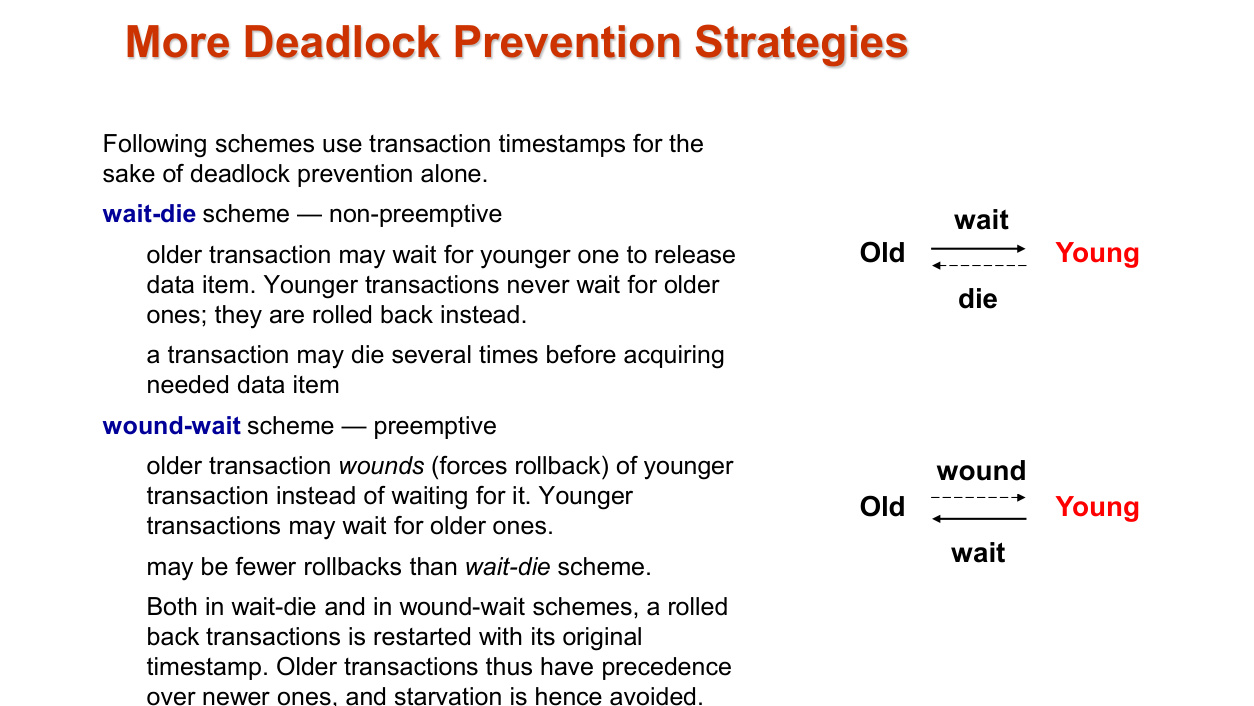 More Deadlock Prevention Strategies
Following schemes use transaction timestamps for the
sake of deadlock prevention alone.
wait-die scheme — non-preemptive
older transaction may wait for younger one to release
data item. Younger transactions never wait for older
ones; they are rolled back instead.
a transaction may die several times before acquiring
needed data item
wound-wait scheme — preemptive
older transaction wounds (forces rollback) of younger
transaction instead of waiting for it. Younger
transactions may wait for older ones.
may be fewer rollbacks than wait-die scheme.
Both in wait-die and in wound-wait schemes, a rolled
back transactions is restarted with its original
timestamp. Older transactions thus have precedence
over newer ones, and starvation is hence avoided.
wait
Old Young
die
wound
Old Young
wait